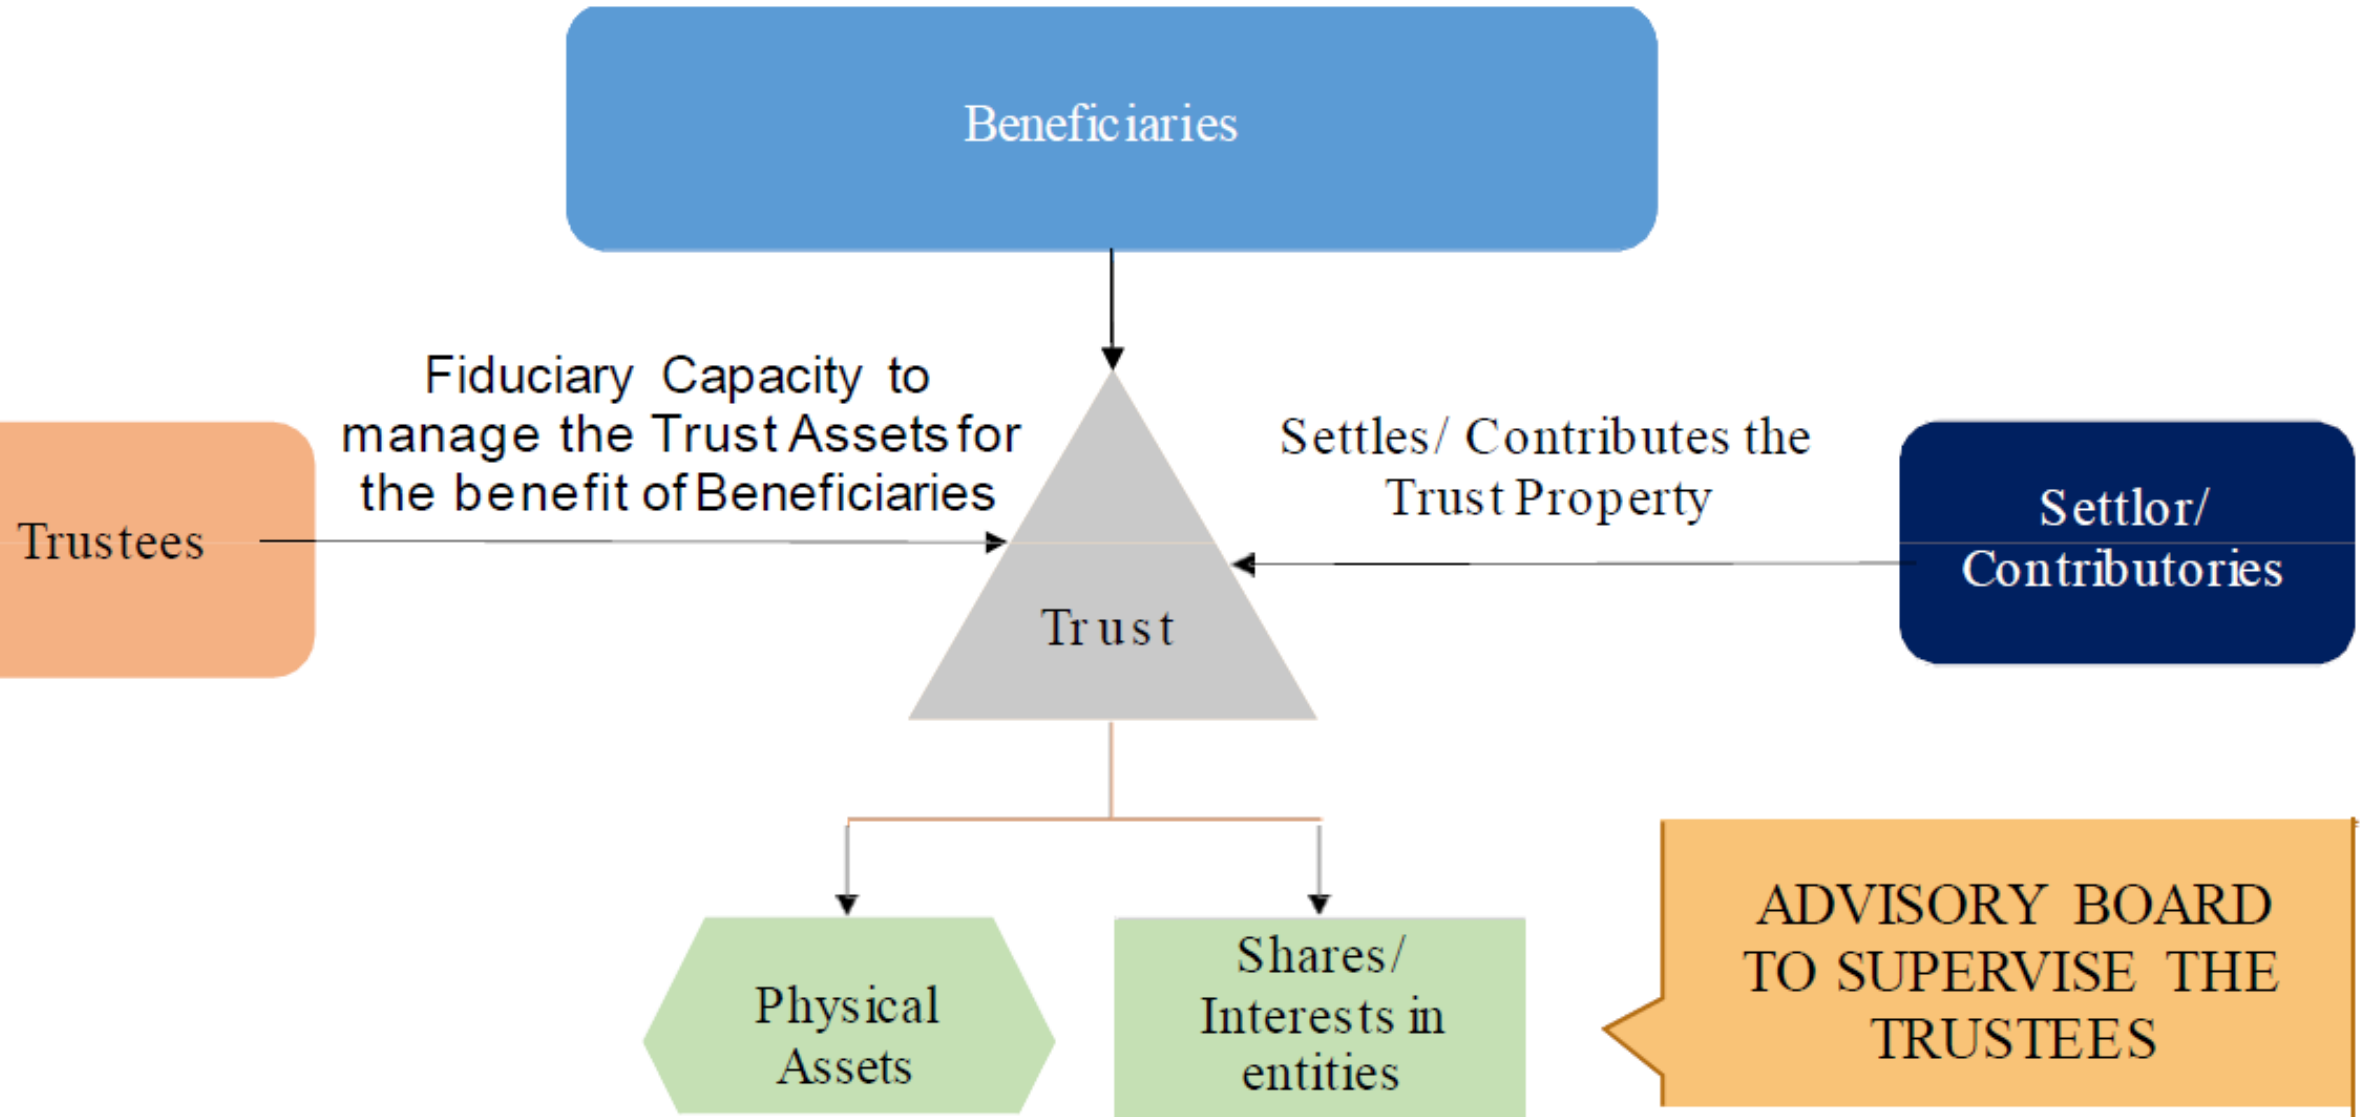 Beneficiaries
Fiduciary Capacity to
manage the Trust Assets for
the benefit of Beneficiaries
Settles/ Contributes the
Trust Property
Trustees
Settlor/
Contributories
Trust
Physical
Assets
Shares/
Interests in
entities
ADVISORY BOARD
TO SUPERVISE THE
TRUSTEES